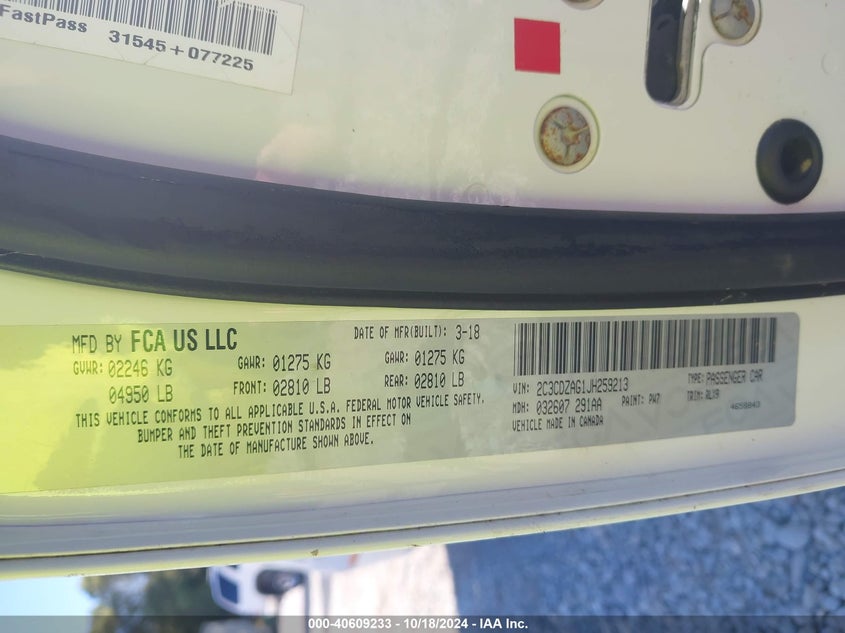 FastPass 31545+077225
MFD BY FCA US LLC
DATE OF MFR(BUILT): 3-18
GVWR: 02246 KG
04950 LB
GAWR: 01275 KG
FRONT: 02810 LB
GAWR: 01275 KG
REAR: 02810 LB
THIS VEHICLE CONFORMS TO ALL APPLICABLE U.S.A. FEDERAL MOTOR VEHICLE SAFETY.
BUMPER AND THEFT PREVENTION STANDARDS IN EFFECT ON
THE DATE OF MANUFACTURE SHOWN ABOVE.
VIN: 2C3CDZAG1JH259213
TYPE: PASSENGER CAR
MDH: 032607 291AA
PAINT: PW7
TRIM: RLX9
VEHICLE MADE IN CANADA
4658843
000-40609233 - 10/18/2024 - IAA Inc.